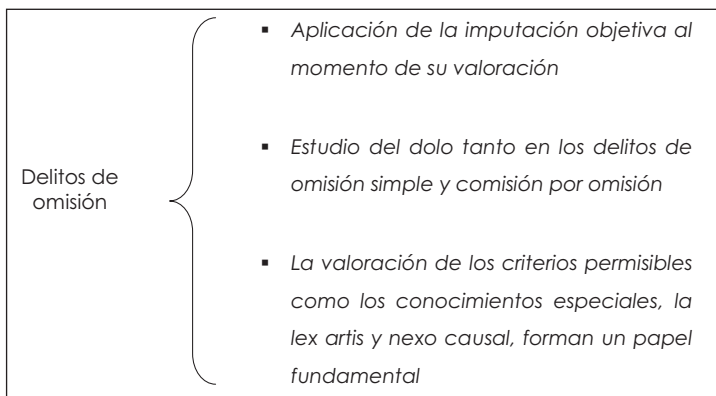 Delitos de
omisión
▪ Aplicación de la imputación objetiva al
momento de su valoración
▪ Estudio del dolo tanto en los delitos de
omisión simple y comisión por omisión
▪ La valoración de los criterios permisibles
como los conocimientos especiales, la
lex artis y nexo causal, forman un papel
fundamental